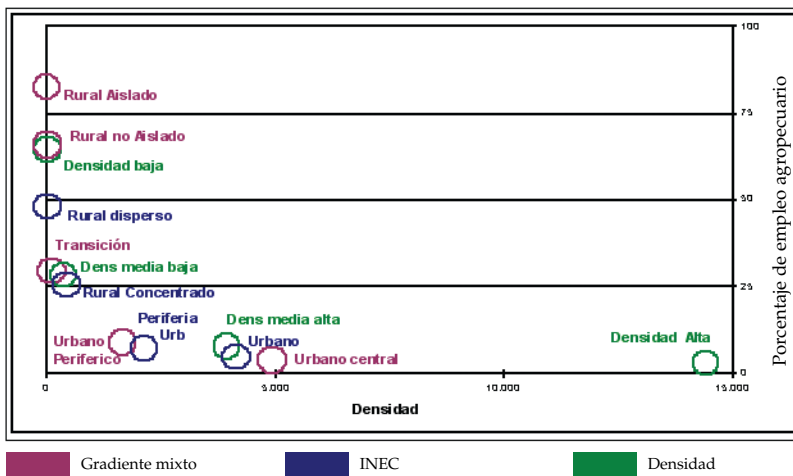 100
Rural Aislado
75
Rural no Aislado
Densidad baja
50
Rural disperso
Transición
Dens media baja
25
Rural Concentrado
Periferia
Urb
Dens media alta
Urbano
Periferico
Urbano
Urbano central
Densidad Alta
0
0
5.000
10.000
15.000
Densidad
Porcentaje de empleo agropecuario
Gradiente mixto
INEC
Densidad